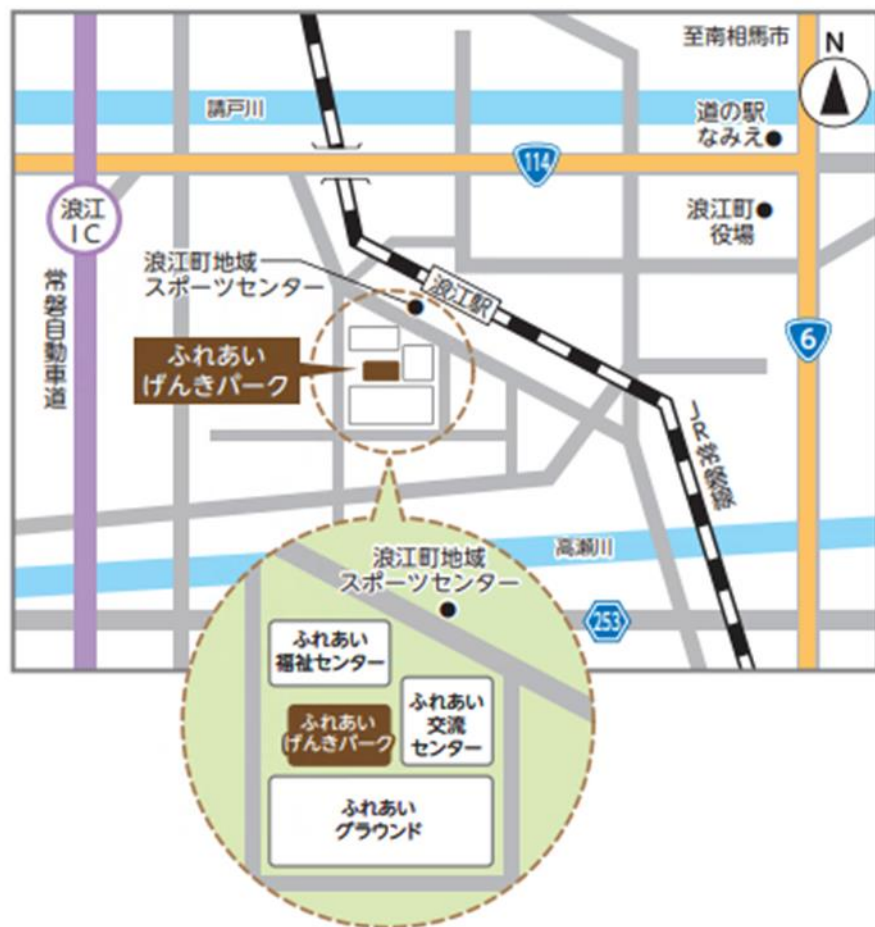 至南相馬市
N
請戸川
道の駅
なみえ
114
浪江
IC
浪江町
役場
浪江町地域
スポーツセンター
浪江駅
常磐自動車道
6
ふれあい
げんきパーク
JR常磐線
高瀬川
浪江町地域
スポーツセンター
253
ふれあい
福祉センター
ふれあい
交流
センター
ふれあい
げんきパーク
ふれあい
グラウンド